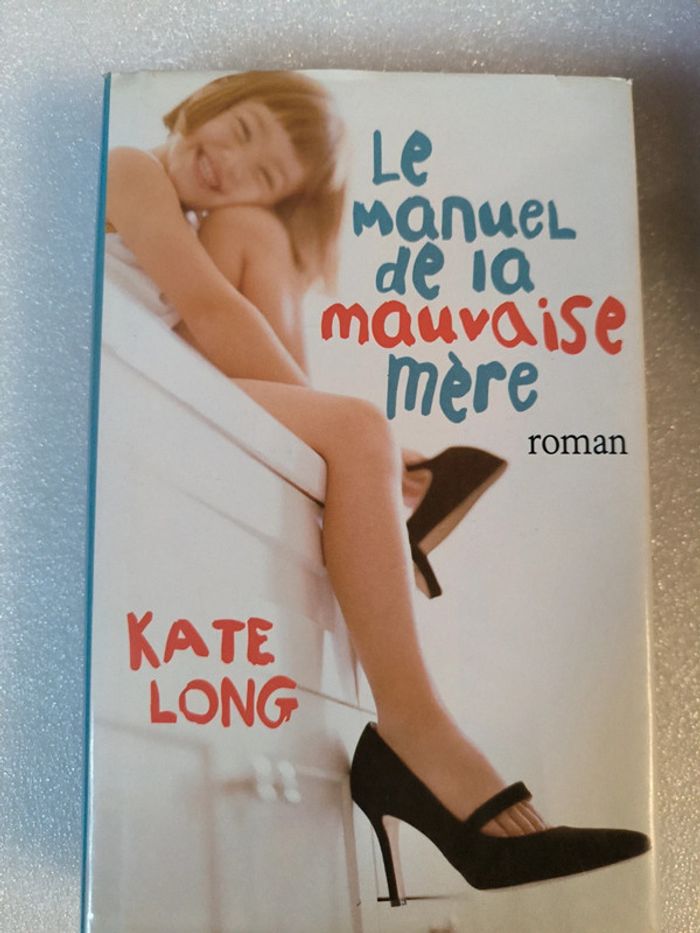 Le
manuel
de la
mauvaise
mère
roman
KATE
LONG